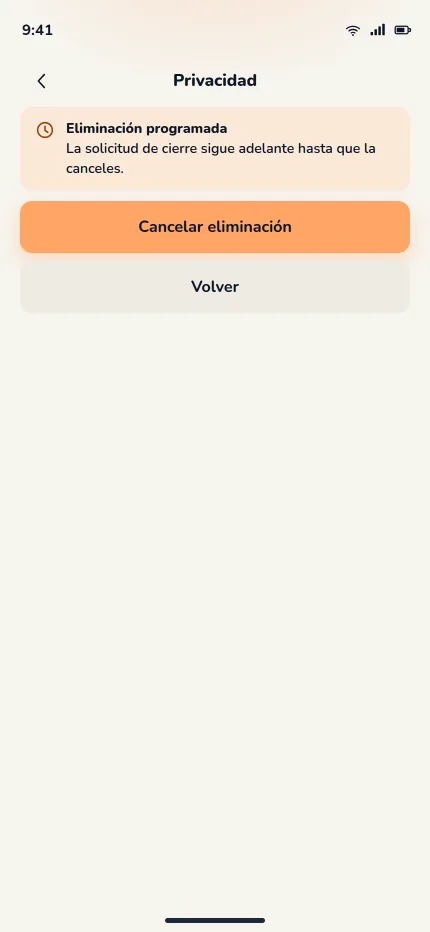 9:41
Privacidad
Eliminación programada
La solicitud de cierre sigue adelante hasta que la
canceles.
Cancelar eliminación
Volver